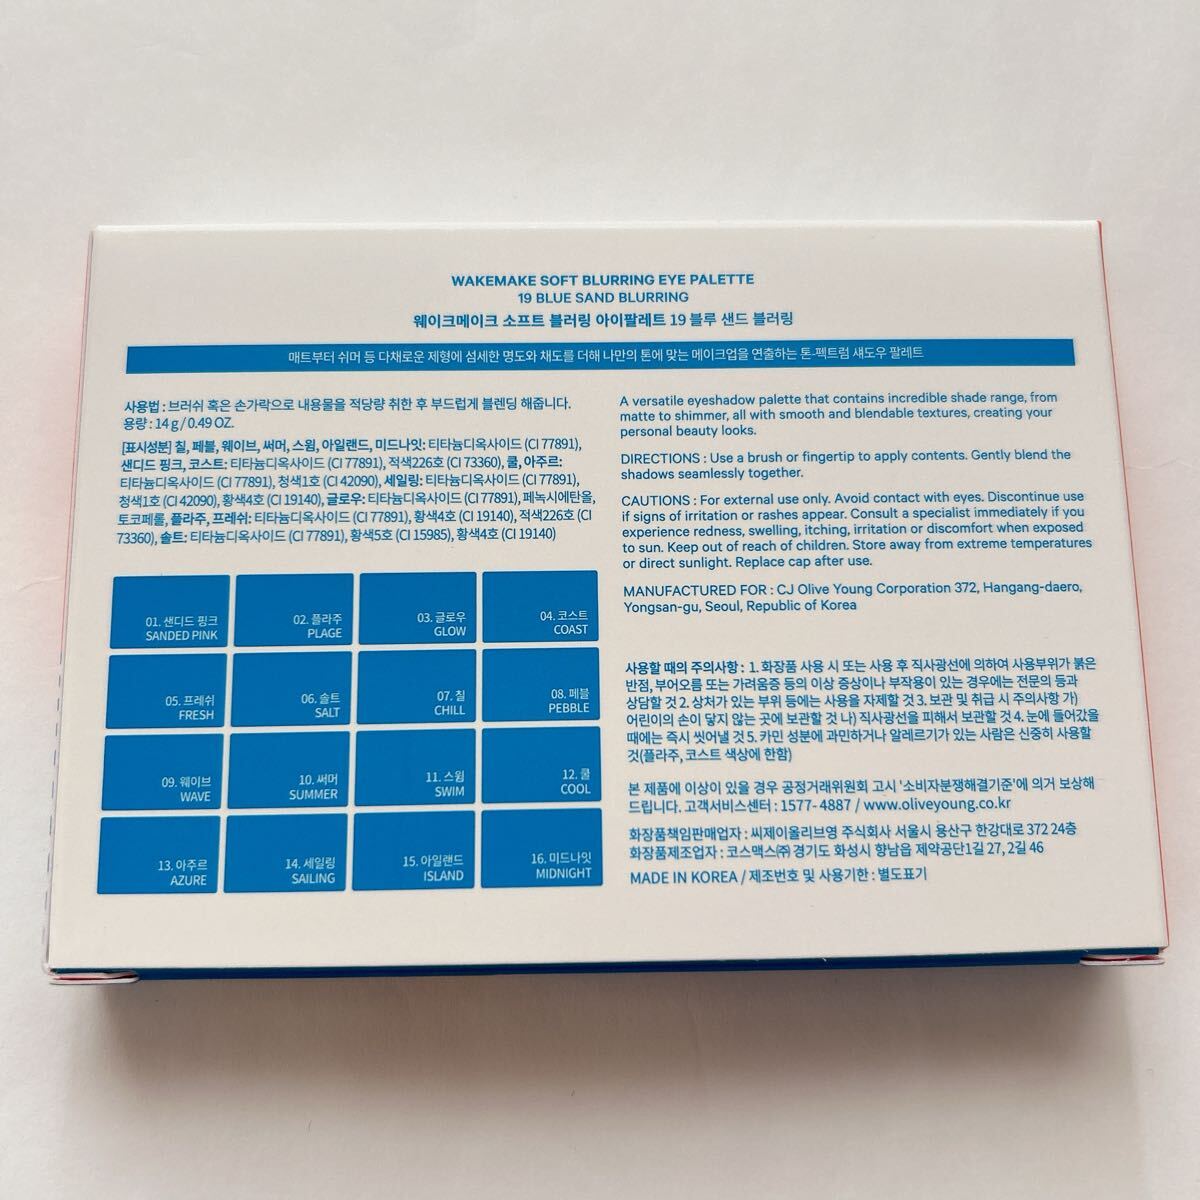 WAKEMAKE SOFT BLURRING EYE PALETTE
19 BLUE SAND BLURRING
웨이크메이크 소프트 블러링 아이팔레트 19 블루 샌드 블러링
매트부터 쉬머 등 다채로운 제형에 섬세한 명도와 채도를 더해 나만의 톤에 맞는 메이크업을 연출하는 톤-펙트럼 섀도우 팔레트
사용법 : 브러쉬 혹은 손가락으로 내용물을 적당량 취한 후 부드럽게 블렌딩 해줍니다.
용량 : 14 g / 0.49 OZ.
[표시성분] 칠, 페블, 웨이브, 써머, 스윔, 아일랜드, 미드나잇: 티타늄디옥사이드 (CI 77891),
샌디드 핑크, 코스트: 티타늄디옥사이드 (CI 77891), 적색226호 (CI 73360), 쿨, 아주르:
티타늄디옥사이드 (CI 77891), 청색1호 (CI 42090), 세일링: 티타늄디옥사이드 (CI 77891),
청색1호 (CI 42090), 황색4호 (CI 19140), 글로우: 티타늄디옥사이드 (CI 77891), 페녹시에탄올,
토코페롤, 플라주, 프레쉬: 티타늄디옥사이드 (CI 77891), 황색4호 (CI 19140), 적색226호 (CI
73360), 솔트: 티타늄디옥사이드 (CI 77891), 황색5호 (CI 15985), 황색4호 (CI 19140)
01. 샌디드 핑크
SANDED PINK
02. 플라주
PLAGE
03. 글로우
GLOW
04. 코스트
COAST
05. 프레쉬
FRESH
06. 솔트
SALT
07. 칠
CHILL
08. 페블
PEBBLE
09. 웨이브
WAVE
10. 써머
SUMMER
11. 스윔
SWIM
12. 쿨
COOL
13. 아주르
AZURE
14. 세일링
SAILING
15. 아일랜드
ISLAND
16. 미드나잇
MIDNIGHT
A versatile eyeshadow palette that contains incredible shade range, from
matte to shimmer, all with smooth and blendable textures, creating your
personal beauty looks.
DIRECTIONS : Use a brush or fingertip to apply contents. Gently blend the
shadows seamlessly together.
CAUTIONS : For external use only. Avoid contact with eyes. Discontinue use
if signs of irritation or rashes appear. Consult a specialist immediately if you
experience redness, swelling, itching, irritation or discomfort when exposed
to sun. Keep out of reach of children. Store away from extreme temperatures
or direct sunlight. Replace cap after use.
MANUFACTURED FOR : CJ Olive Young Corporation 372, Hangang-daero,
Yongsan-gu, Seoul, Republic of Korea
사용할 때의 주의사항 : 1. 화장품 사용 시 또는 사용 후 직사광선에 의하여 사용부위가 붉은
반점, 부어오름 또는 가려움증 등의 이상 증상이나 부작용이 있는 경우에는 전문의 등과
상담할 것 2. 상처가 있는 부위 등에는 사용을 자제할 것 3. 보관 및 취급 시 주의사항 가)
어린이의 손이 닿지 않는 곳에 보관할 것 나) 직사광선을 피해서 보관할 것 4. 눈에 들어갔을
때에는 즉시 씻어낼 것 5. 카민 성분에 과민하거나 알레르기가 있는 사람은 신중히 사용할
것(플라주, 코스트 색상에 한함)
본 제품에 이상이 있을 경우 공정거래위원회 고시 '소비자분쟁해결기준'에 의거 보상해
드립니다. 고객서비스센터 : 1577- 4887 / www.oliveyoung.co.kr
화장품책임판매업자 : 씨제이올리브영 주식회사 서울시 용산구 한강대로 372 24층
화장품제조업자 : 코스맥스㈜ 경기도 화성시 향남읍 제약공단1길 27, 2길 46
MADE IN KOREA / 제조번호 및 사용기한 : 별도표기